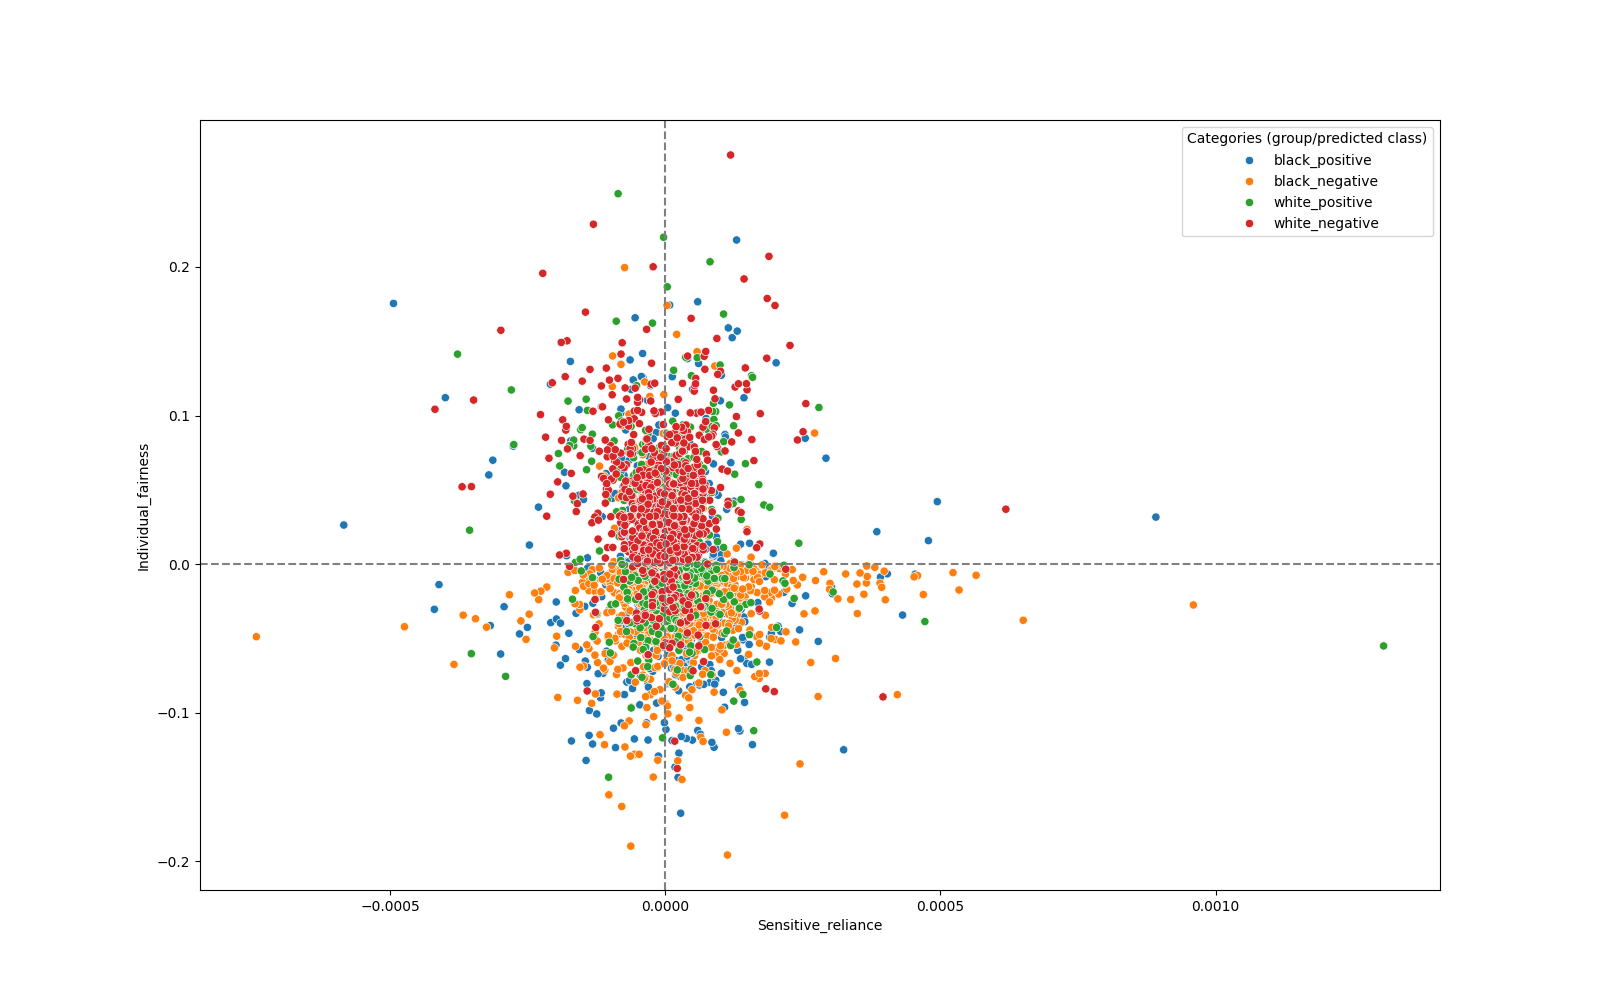 Categories (group/predicted class)
black_positive
black_negative
white_positive
white_negative
0.2
0.1
0.0
−0.1
−0.2
Individual_fairness
−0.0005
0.0000
0.0005
0.0010
Sensitive_reliance